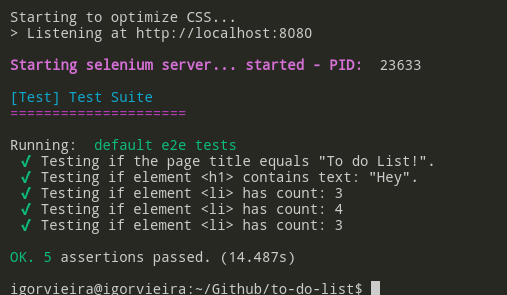 Starting to optimize CSS...
> Listening at http://localhost:8080
Starting selenium server... started - PID:  23633
[Test] Test Suite
======================
Running:  default e2e tests
✔ Testing if the page title equals "To do List!".
✔ Testing if element <h1> contains text: "Hey".
✔ Testing if element <li> has count: 3
✔ Testing if element <li> has count: 4
✔ Testing if element <li> has count: 3
OK. 5 assertions passed. (14.487s)
igorvieira@igorvieira:~/Github/to-do-list$